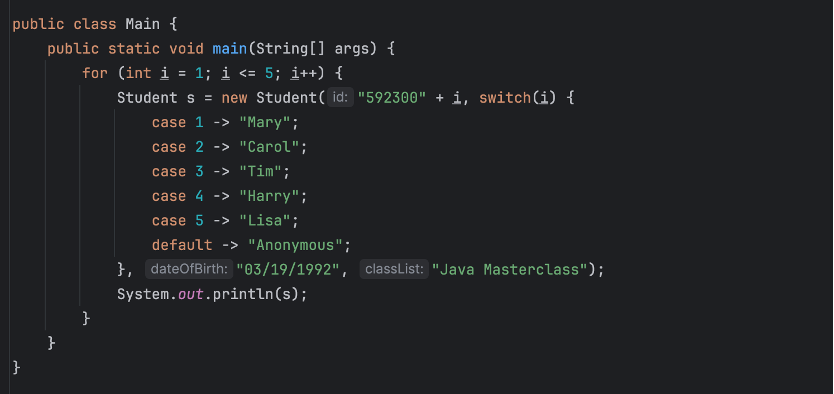 public class Main {
    public static void main(String[] args) {
        for (int i = 1; i <= 5; i++) {
            Student s = new Student( id: "592300" + i, switch(i) {
                case 1 -> "Mary";
                case 2 -> "Carol";
                case 3 -> "Tim";
                case 4 -> "Harry";
                case 5 -> "Lisa";
                default -> "Anonymous";
            }, dateOfBirth: "03/19/1992", classList: "Java Masterclass");
            System.out.println(s);
        }
    }
}